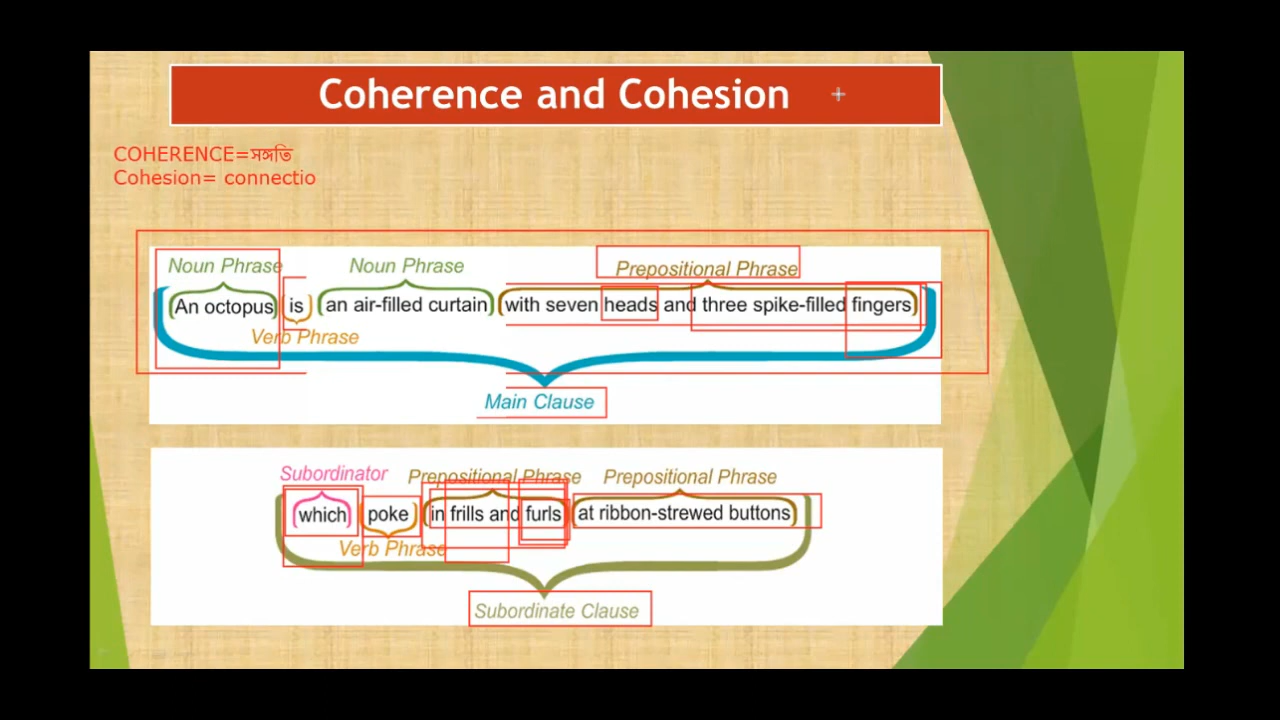 Coherence and Cohesion
COHERENCE=সঙ্গতি
Cohesion= connectio
Noun Phrase Noun Phrase Prepositional Phrase
An octopus is an air-filled curtain with seven heads and three spike-filled fingers
Verb Phrase
Main Clause
Subordinator Prepositional Phrase Prepositional Phrase
which poke in frills and furls at ribbon-strewed buttons
Verb Phrase
Subordinate Clause